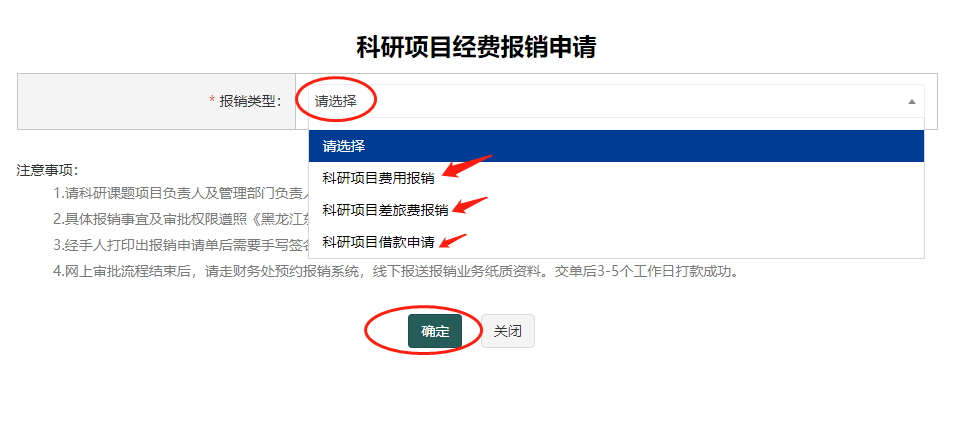 科研项目经费报销申请
* 报销类型：
请选择
请选择
科研项目费用报销
科研项目差旅费报销
科研项目借款申请
注意事项：
1.请科研课题项目负责人及管理部门负责
2.具体报销事宜及审批权限遵照《黑龙江
3.经手人打印出报销申请单后需要手写签
4.网上审批流程结束后，请走财务处预约报销系统，线下报送报销业务纸质资料。交单后3-5个工作日打款成功。
确定
关闭